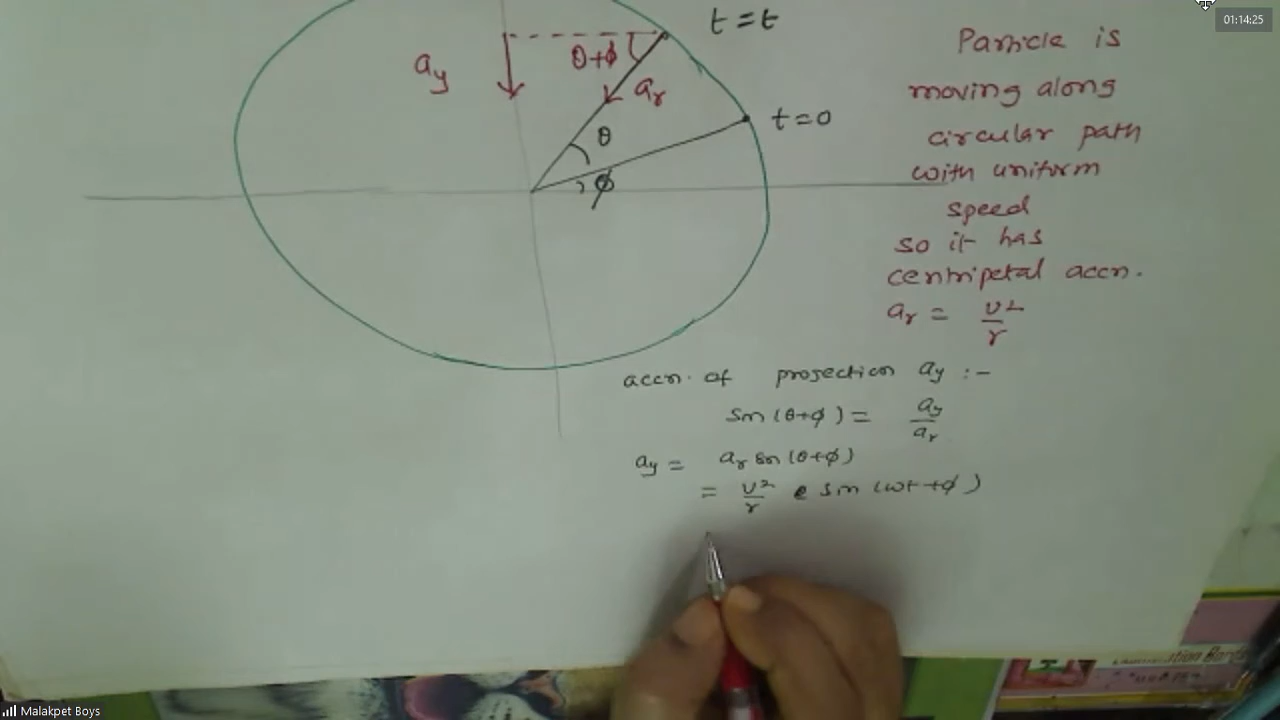 01:14:25
t = t
θ+ϕ
ay
ar
θ
t=0
ϕ
Particle is
moving along
circular path
with uniform
speed
so it has
centripetal accn.
ar = v²/r
accn. of projection ay :-
sin(θ+ϕ) = ay/ar
ay = ar sin(θ+ϕ)
= v²/r sin(ωt+ϕ)
Malakpet Boys